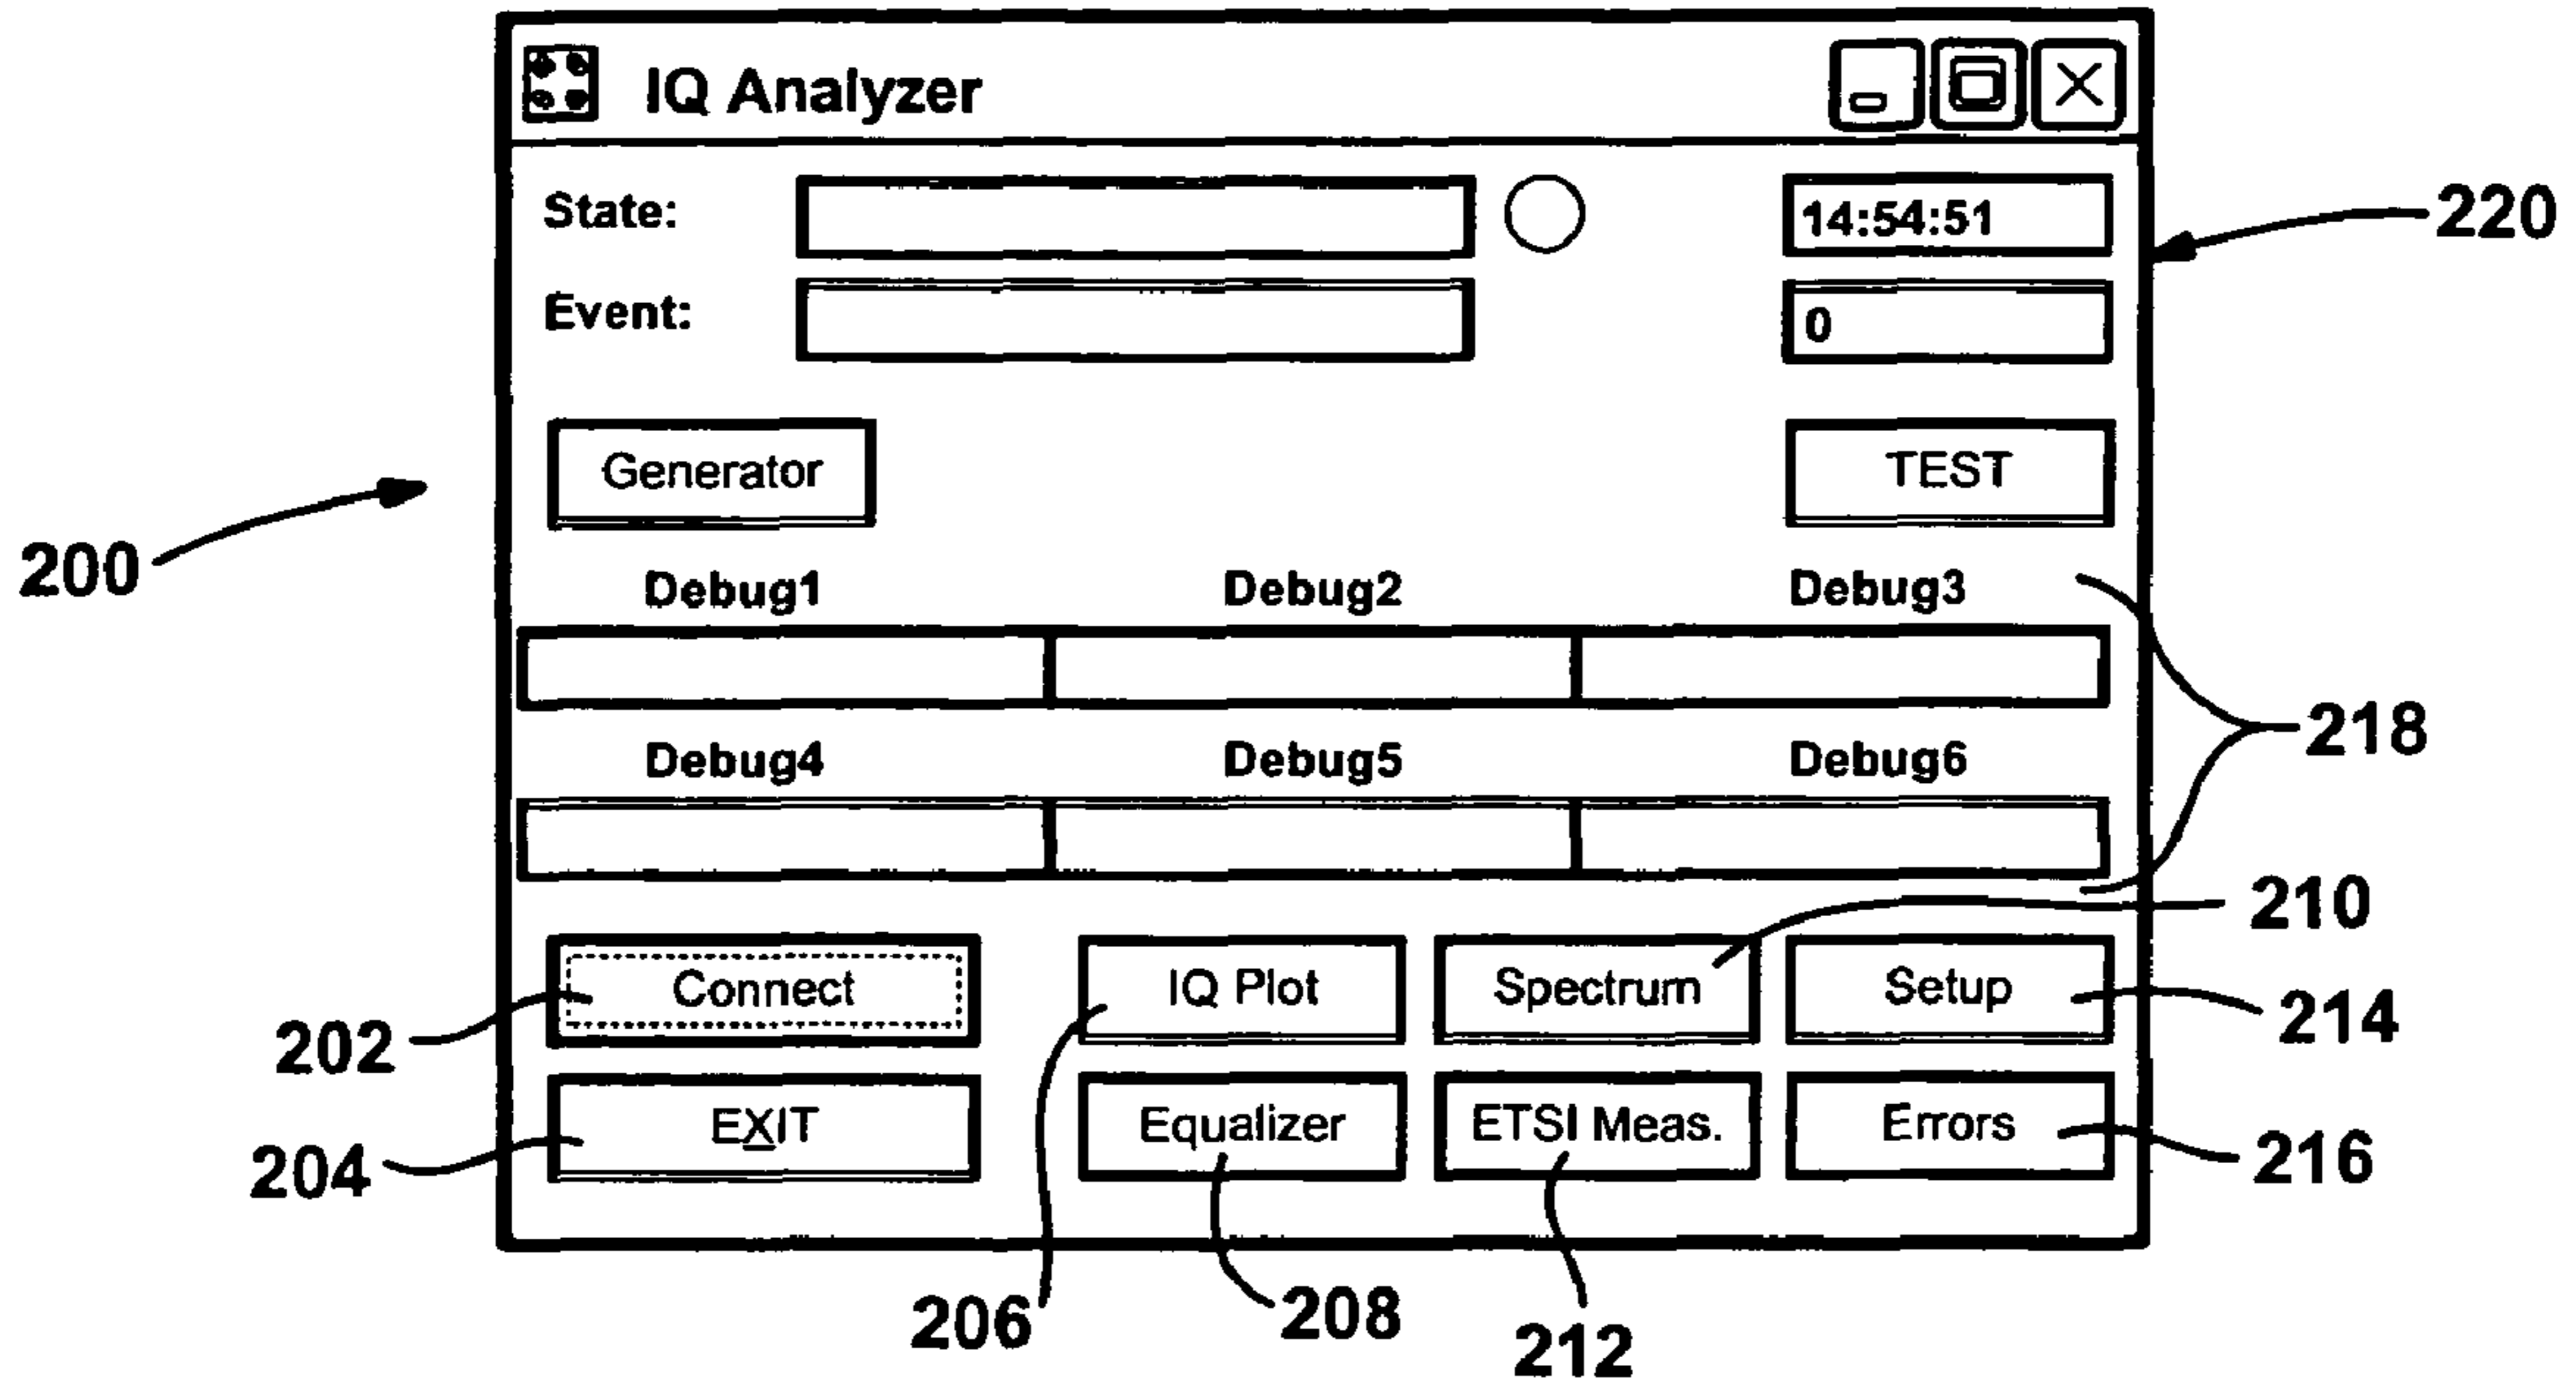 IQ Analyzer
State: 14:54:51 220
Event: 0
Generator TEST
200
Debug1 Debug2 Debug3
218
Debug4 Debug5 Debug6
210
Connect IQ Plot Spectrum Setup
202 214
EXIT Equalizer ETSI Meas. Errors
204 216
206 208 212